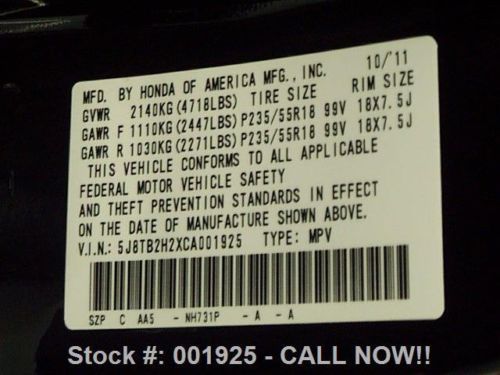 MFD. BY HONDA OF AMERICA MFG., INC. 10/11
GVWR 2140KG(4718LBS) TIRE SIZE RIM SIZE
GAWR F 1110KG(2447LBS)P235/55R18 99V 18X7.5J
GAWR R 1030KG(2271LBS)P235/55R18 99V 18X7.5J
THIS VEHICLE CONFORMS TO ALL APPLICABLE
FEDERAL MOTOR VEHICLE SAFETY
AND THEFT PREVENTION STANDARDS IN EFFECT
ON THE DATE OF MANUFACTURE SHOWN ABOVE.
V.I.N.: 5J8TB2H2XCA001925 TYPE: MPV
SZP C AA5 - NH731P - A - A
Stock #: 001925 - CALL NOW!!